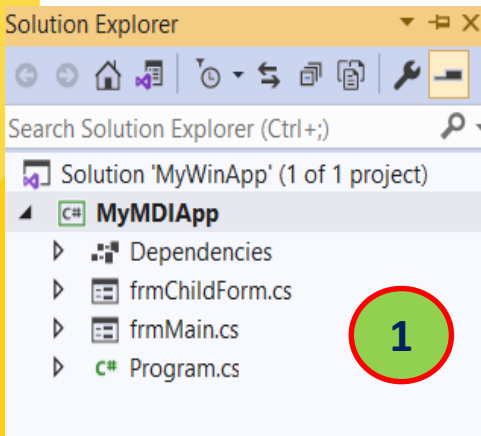 Solution Explorer
Search Solution Explorer (Ctrl+;)
Solution 'MyWinApp' (1 of 1 project)
C# MyMDIApp
Dependencies
frmChildForm.cs
frmMain.cs
1
C# Program.cs